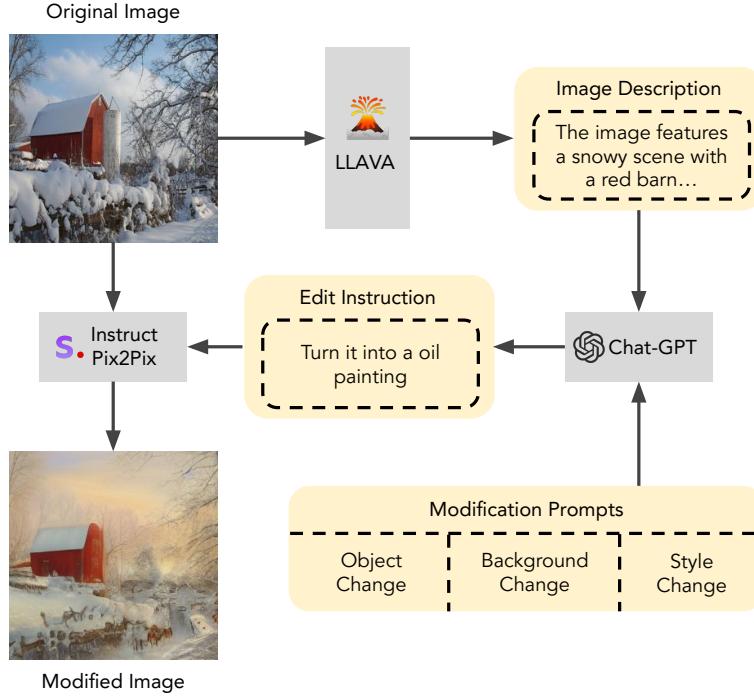 Original Image
LLAVA
Image Description
The image features
a snowy scene with
a red barn...
Edit Instruction
Turn it into a oil
painting
S. Instruct
Pix2Pix
Chat-GPT
Modification Prompts
Object
Change
Background
Change
Style
Change
Modified Image